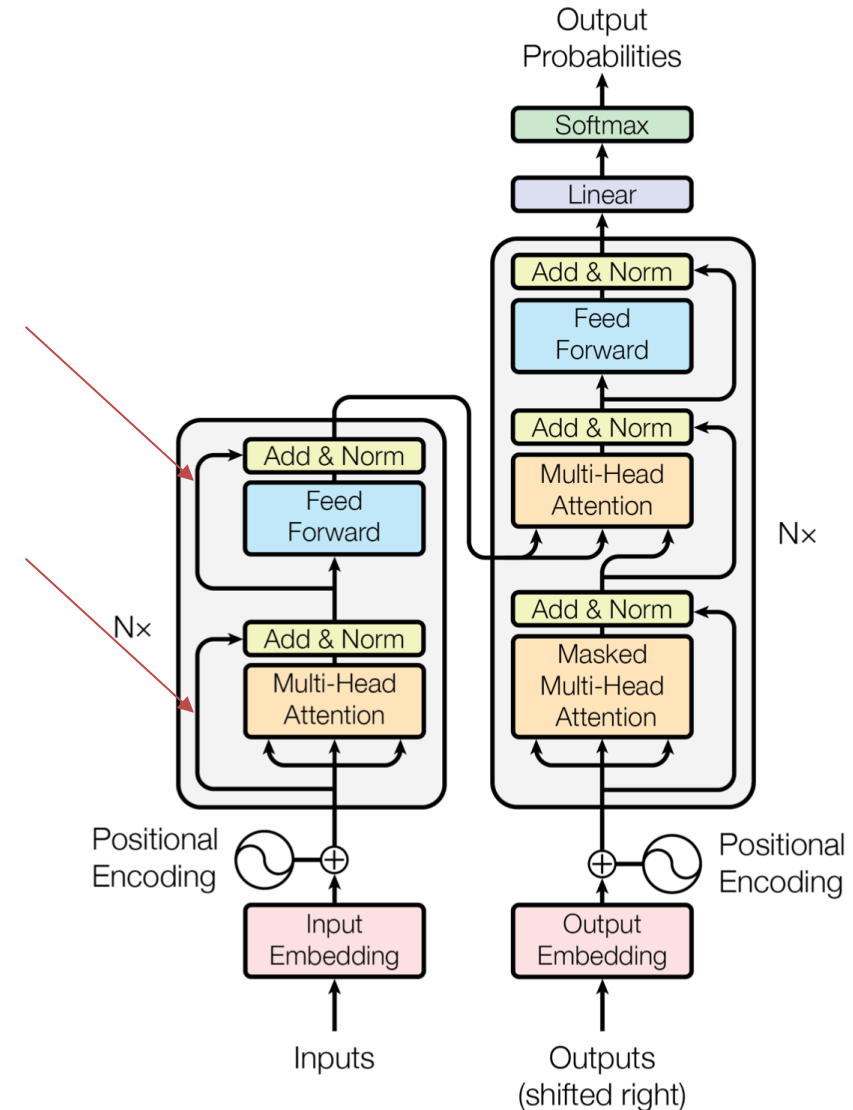 Output
Probabilities
Softmax
Linear
Add & Norm
Feed
Forward
Add & Norm
Multi-Head
Attention
Add & Norm
Masked
Multi-Head
Attention
N×
Add & Norm
Feed
Forward
Add & Norm
Multi-Head
Attention
N×
Positional
Encoding
Positional
Encoding
Input
Embedding
Output
Embedding
Inputs
Outputs
(shifted right)